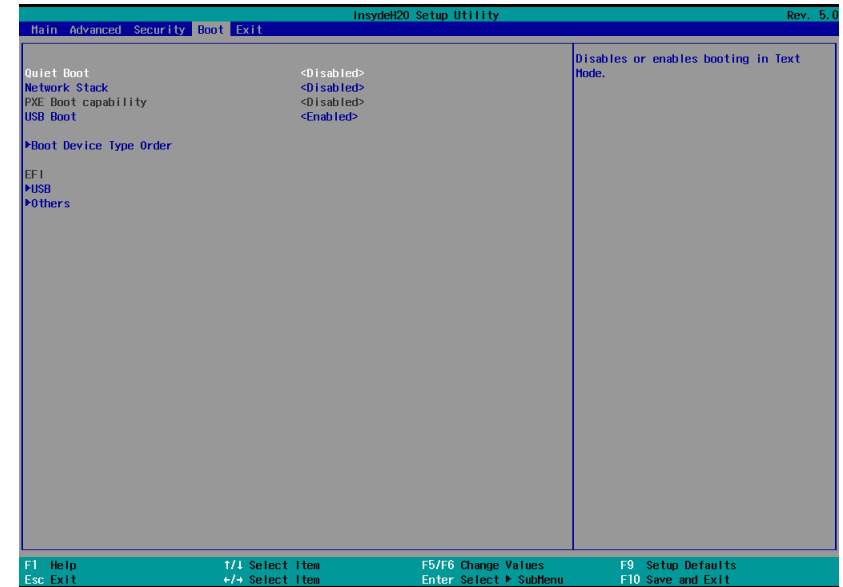 InsydeH20 Setup Utility Rev. 5.0
Main Advanced Security Boot Exit
Quiet Boot <Disabled>
Network Stack <Disabled>
PXE Boot capability <Disabled>
USB Boot <Enabled>
▶Boot Device Type Order
EFI
▶USB
▶Others
Disables or enables booting in Text
Mode.
F1 Help ↑/↓ Select Item F5/F6 Change Values F9 Setup Defaults
Esc Exit ←/→ Select Item Enter Select ▶ SubMenu F10 Save and Exit